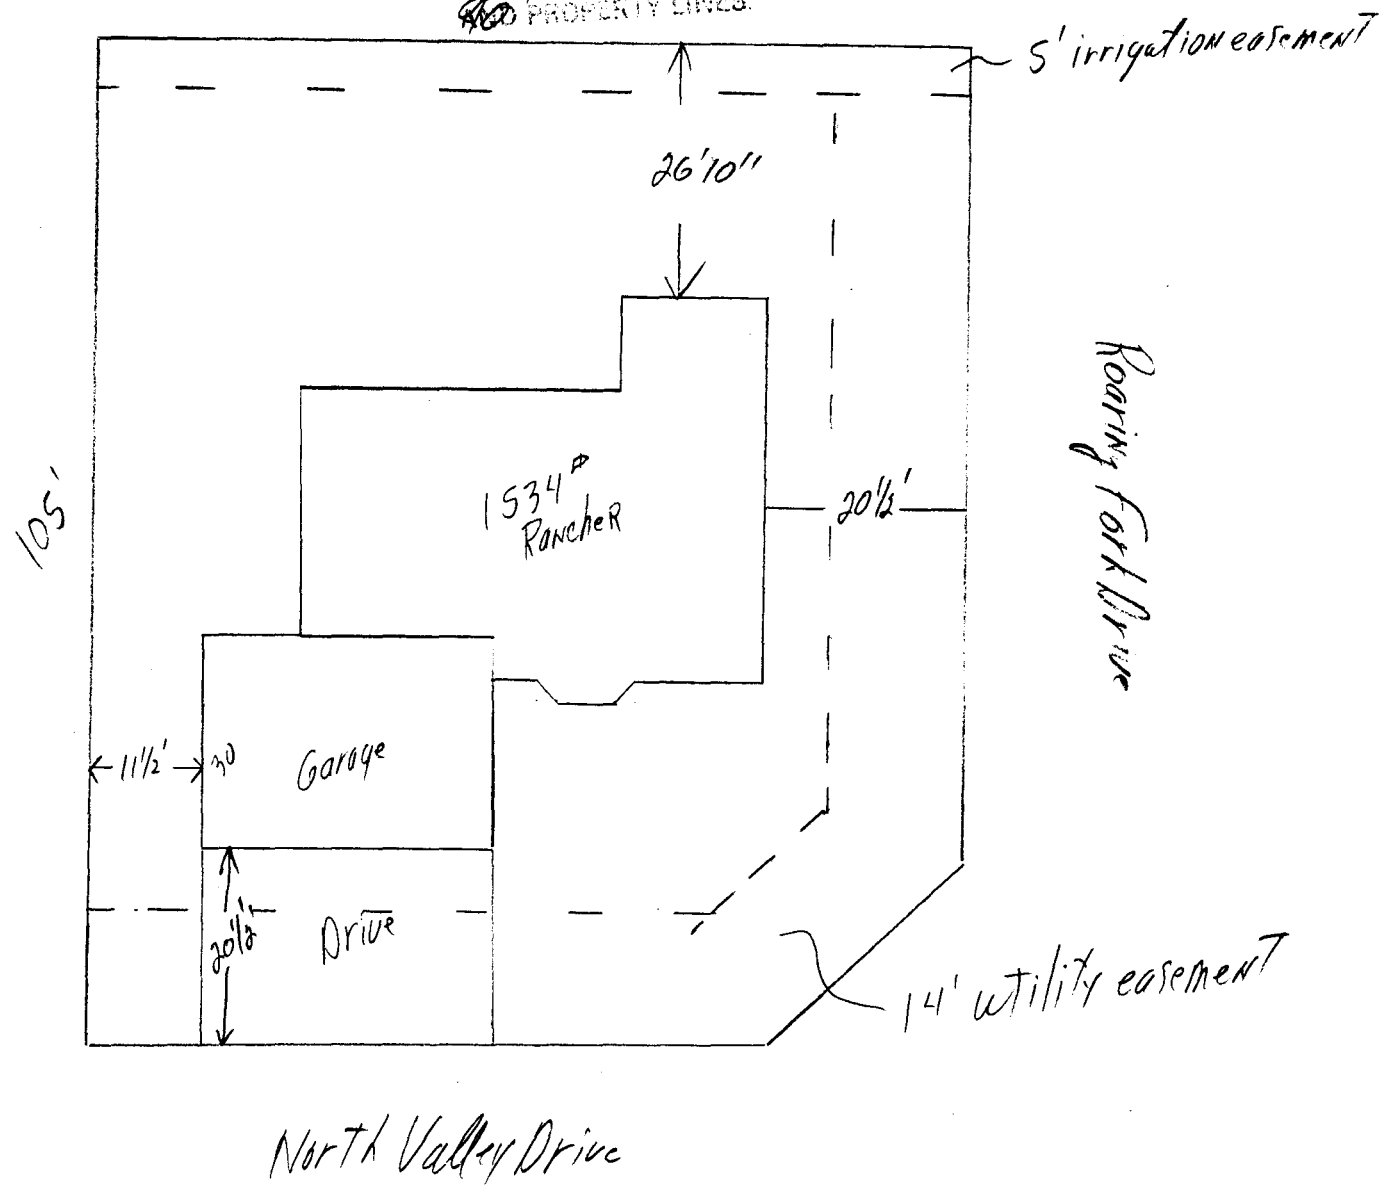 PROPERTY LINES.
5' irrigation easement
26'10"
Roaring Fork Drive
105'
1534
Rancher
20½'
11½'
30
Garage
20½'
Drive
14' utility easement
North Valley Drive